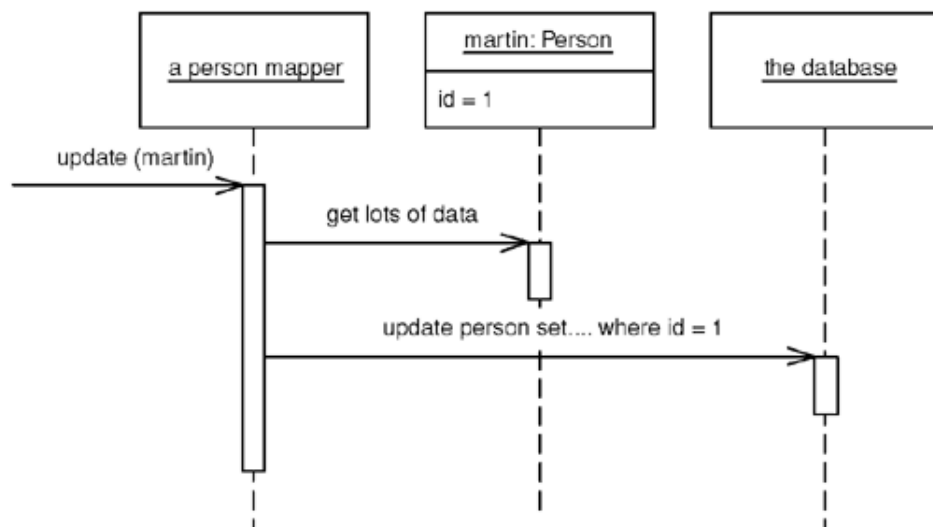 a person mapper
martin: Person
id = 1
the database
update (martin)
get lots of data
update person set.... where id = 1